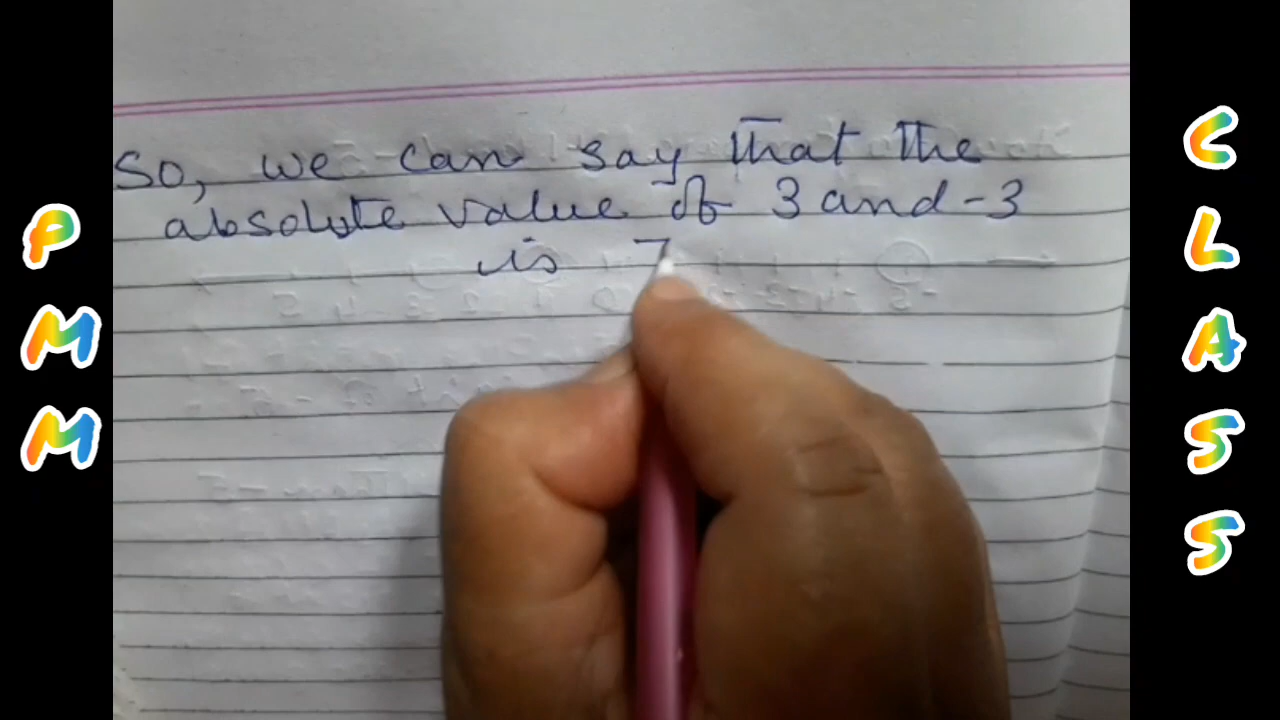 So, we can say that the
absolute value of 3 and -3
is
PMM
CLASS